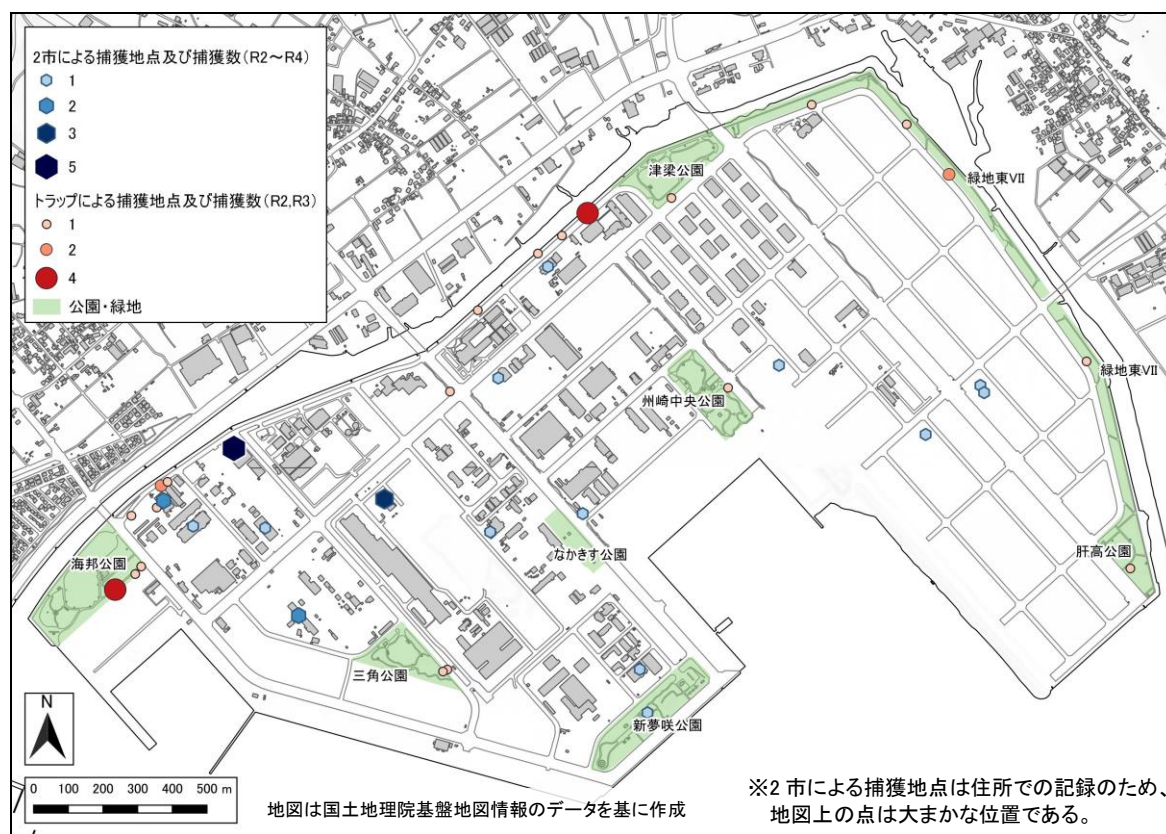 2市による捕獲地点及び捕獲数(R2～R4)
1
2
3
5
トラップによる捕獲地点及び捕獲数(R2,R3)
1
2
4
公園・緑地
津梁公園
緑地東Ⅶ
緑地東Ⅶ
州崎中央公園
なかきす公園
肝高公園
海邦公園
三角公園
新夢咲公園
N
0 100 200 300 400 500 m
地図は国土地理院基盤地図情報のデータを基に作成
※2 市による捕獲地点は住所での記録のため、
地図上の点は大まかな位置である。